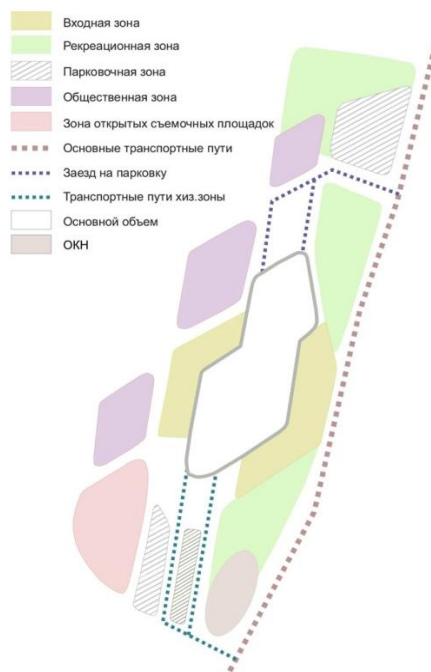 Входная зона
Рекреационная зона
Парковочная зона
Общественная зона
Зона открытых съемочных площадок
Основные транспортные пути
Заезд на парковку
Транспортные пути хиз.зоны
Основной объем
ОКН